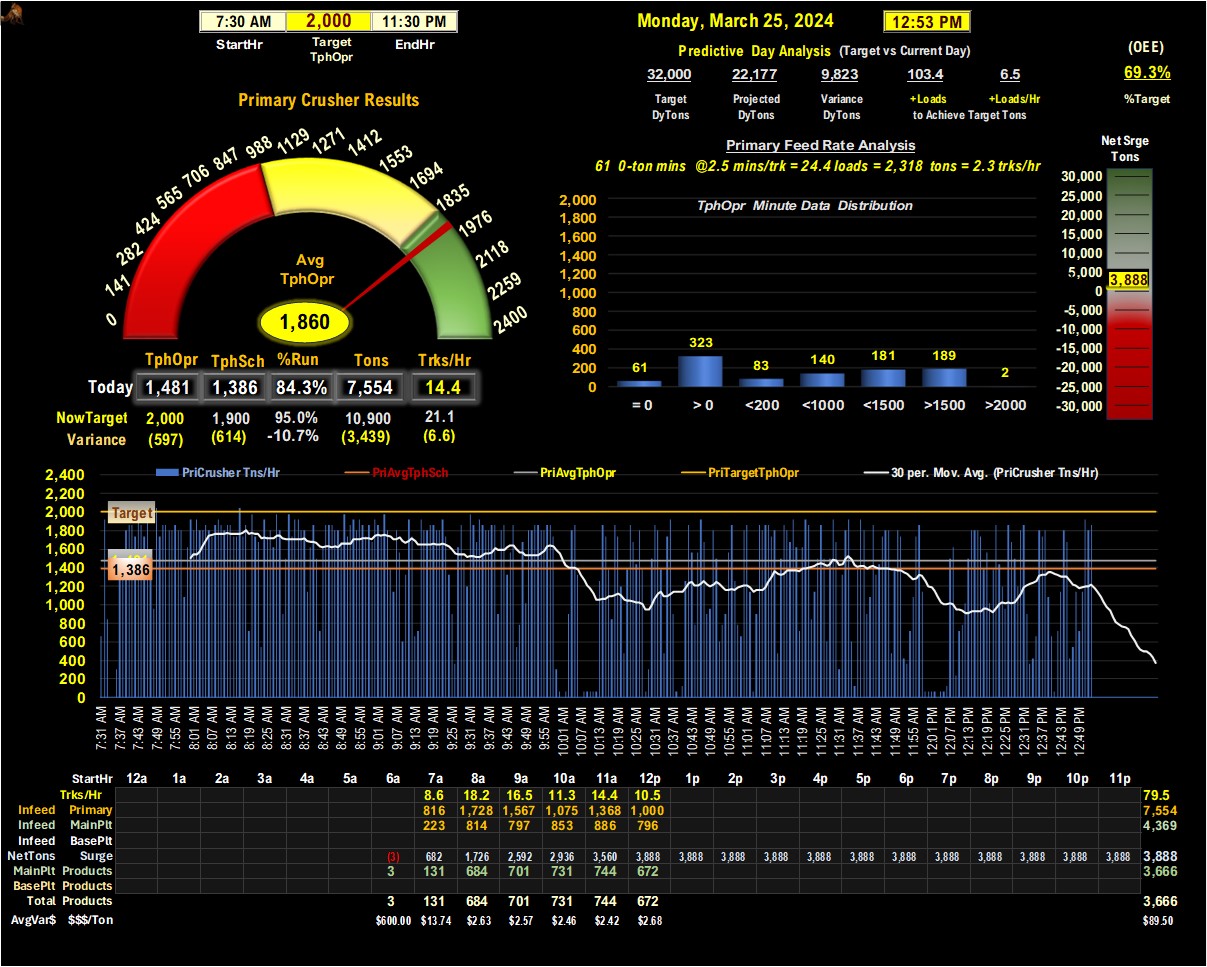 7:30 AM 2,000 11:30 PM
StartHr Target TphOpr EndHr
Monday, March 25, 2024 12:53 PM
Predictive Day Analysis (Target vs Current Day)
(OEE)
32,000 22,177 9,823 103.4 6.5
69.3%
Target DyTons Projected DyTons Variance DyTons +Loads +Loads/Hr
to Achieve Target Tons
%Target
Primary Crusher Results
0 141 282 424 565 706 847 988 1129 1271 1412 1553 1694 1835 1976 2118 2259 2400
Avg
TphOpr
1,860
Primary Feed Rate Analysis
61 0-ton mins @2.5 mins/trk = 24.4 loads = 2,318 tons = 2.3 trks/hr
TphOpr Minute Data Distribution
2,000
1,800
1,600
1,400
1,200
1,000
800
600
400
200
0
61 323 83 140 181 189 2
= 0 > 0 <200 <1000 <1500 >1500 >2000
Net Srge
Tons
30,000
25,000
20,000
15,000
10,000
5,000
3,888
0
-5,000
-10,000
-15,000
-20,000
-25,000
-30,000
TphOpr TphSch %Run Tons Trks/Hr
Today 1,481 1,386 84.3% 7,554 14.4
NowTarget 2,000 1,900 95.0% 10,900 21.1
Variance (597) (614) -10.7% (3,439) (6.6)
PriCrusher Tns/Hr PriAvgTphSch PriAvgTphOpr PriTargetTphOpr 30 per. Mov. Avg. (PriCrusher Tns/Hr)
2,400
2,200
2,000
1,800
1,600
1,400
1,200
1,000
800
600
400
200
0
Target
1,386
7:31 AM 7:37 AM 7:43 AM 7:49 AM 7:55 AM 8:01 AM 8:07 AM 8:13 AM 8:19 AM 8:25 AM 8:31 AM 8:37 AM 8:43 AM 8:49 AM 8:55 AM 9:01 AM 9:07 AM 9:13 AM 9:19 AM 9:25 AM 9:31 AM 9:37 AM 9:43 AM 9:49 AM 9:55 AM 10:01 AM 10:07 AM 10:13 AM 10:19 AM 10:25 AM 10:31 AM 10:37 AM 10:43 AM 10:49 AM 10:55 AM 11:01 AM 11:07 AM 11:13 AM 11:19 AM 11:25 AM 11:31 AM 11:37 AM 11:43 AM 11:49 AM 11:55 AM 12:01 PM 12:07 PM 12:13 PM 12:19 PM 12:25 PM 12:31 PM 12:37 PM 12:43 PM 12:49 PM
StartHr 12a 1a 2a 3a 4a 5a 6a 7a 8a 9a 10a 11a 12p 1p 2p 3p 4p 5p 6p 7p 8p 9p 10p 11p
Trks/Hr 8.6 18.2 16.5 11.3 14.4 10.5 79.5
Infeed Primary 816 1,728 1,567 1,075 1,368 1,000 7,554
Infeed MainPlt 223 814 797 853 886 796 4,369
Infeed BasePlt
NetTons Surge (3) 682 1,726 2,592 2,936 3,560 3,888 3,888 3,888 3,888 3,888 3,888 3,888 3,888 3,888 3,888 3,888 3,888 3,888
MainPlt Products 3 131 684 701 731 744 672 3,666
BasePlt Products
Total Products 3 131 684 701 731 744 672 3,666
AvgVar$ $$$/Ton $600.00 $13.74 $2.63 $2.57 $2.46 $2.42 $2.68 $89.50